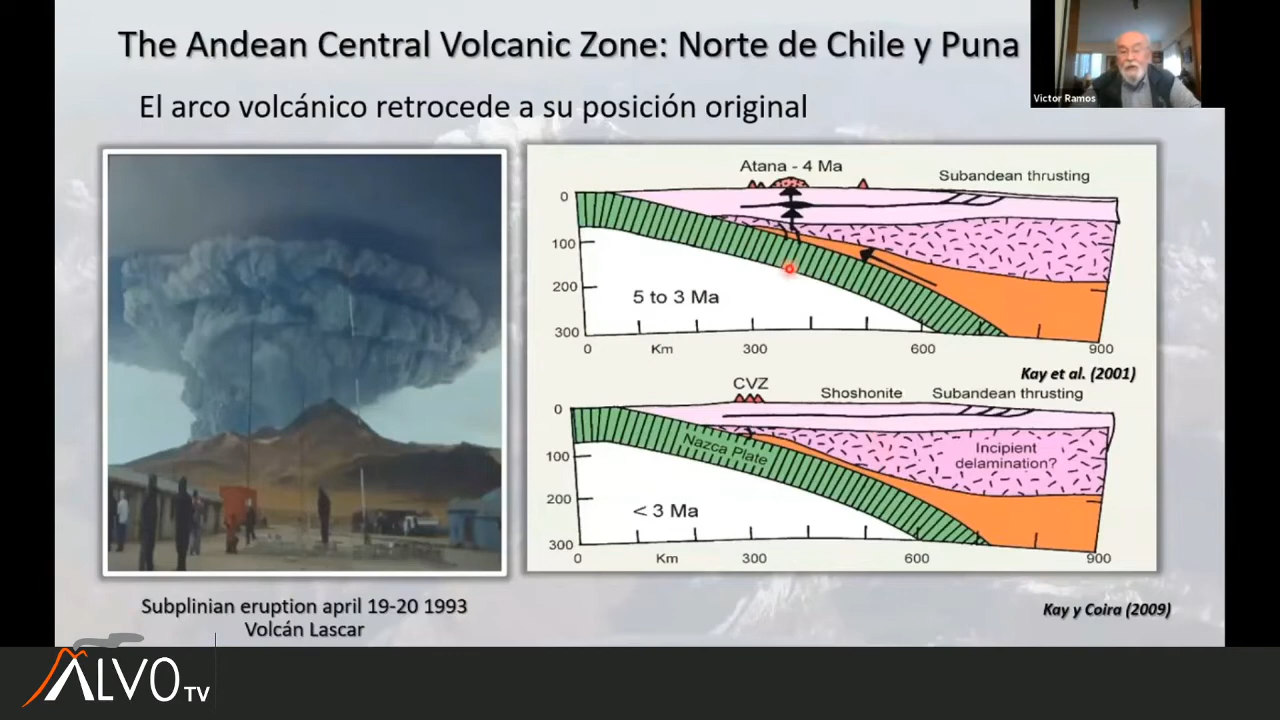 The Andean Central Volcanic Zone: Norte de Chile y Puna
Victor Ramos
El arco volcánico retrocede a su posición original
Atana - 4 Ma
Subandean thrusting
0
100
200
300
5 to 3 Ma
0
Km
300
600
900
Kay et al. (2001)
CVZ
Shoshonite
Subandean thrusting
0
100
200
300
Nazca Plate
Incipient
delamination?
< 3 Ma
0
Km
300
600
900
Subplinian eruption april 19-20 1993
Volcán Lascar
Kay y Coira (2009)
ALVO TV